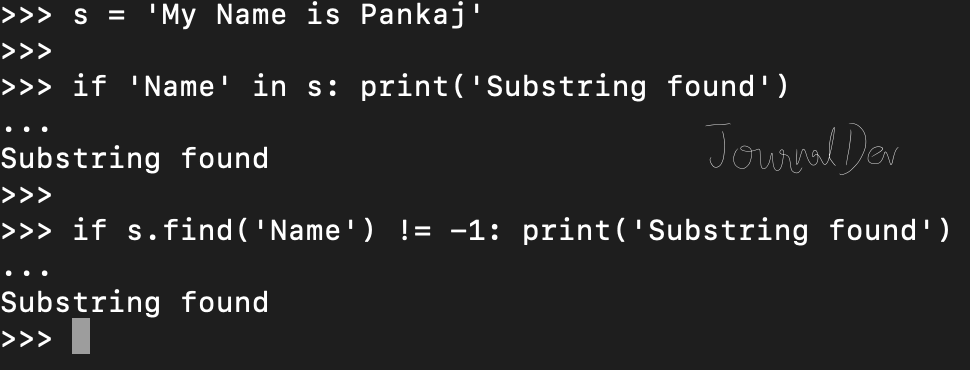 >>> s = 'My Name is Pankaj'
>>>
>>> if 'Name' in s: print('Substring found')
...
JournalDev
Substring found
>>>
>>> if s.find('Name') != -1: print('Substring found')
...
Substring found
>>>